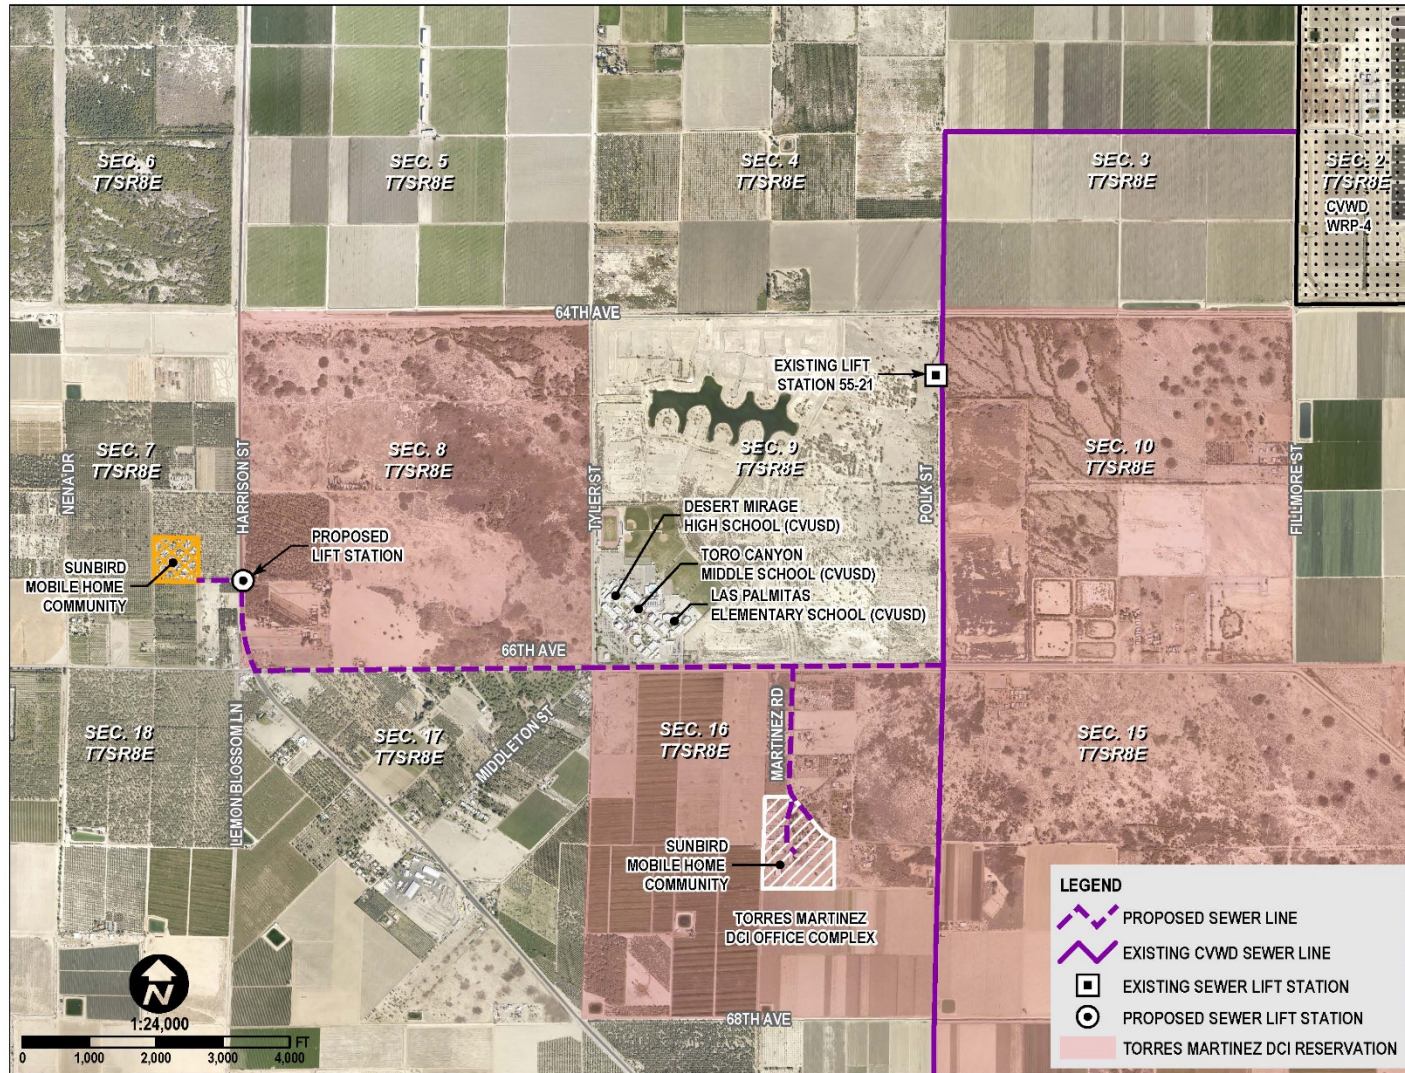 SEC. 6
T7SR8E
SEC. 5
T7SR8E
SEC. 4
T7SR8E
SEC. 3
T7SR8E
SEC. 2
T7SR8E
CVWD
WRP-4
64TH AVE
EXISTING LIFT
STATION 55-21
SEC. 7
T7SR8E
NENA DR
HARRISON ST
SEC. 8
T7SR8E
TYLER ST
SEC. 9
T7SR8E
POLK ST
SEC. 10
T7SR8E
FILLMORE ST
DESERT MIRAGE
HIGH SCHOOL (CVUSD)
TORO CANYON
MIDDLE SCHOOL (CVUSD)
LAS PALMITAS
ELEMENTARY SCHOOL (CVUSD)
PROPOSED
LIFT STATION
SUNBIRD
MOBILE HOME
COMMUNITY
66TH AVE
SEC. 18
T7SR8E
LEMON BLOSSOM LN
SEC. 17
T7SR8E
MIDDLETON ST
SEC. 16
T7SR8E
MARTINEZ RD
SEC. 15
T7SR8E
SUNBIRD
MOBILE HOME
COMMUNITY
TORRES MARTINEZ
DCI OFFICE COMPLEX
68TH AVE
N
1:24,000
FT
0 1,000 2,000 3,000 4,000
LEGEND
PROPOSED SEWER LINE
EXISTING CVWD SEWER LINE
EXISTING SEWER LIFT STATION
PROPOSED SEWER LIFT STATION
TORRES MARTINEZ DCI RESERVATION